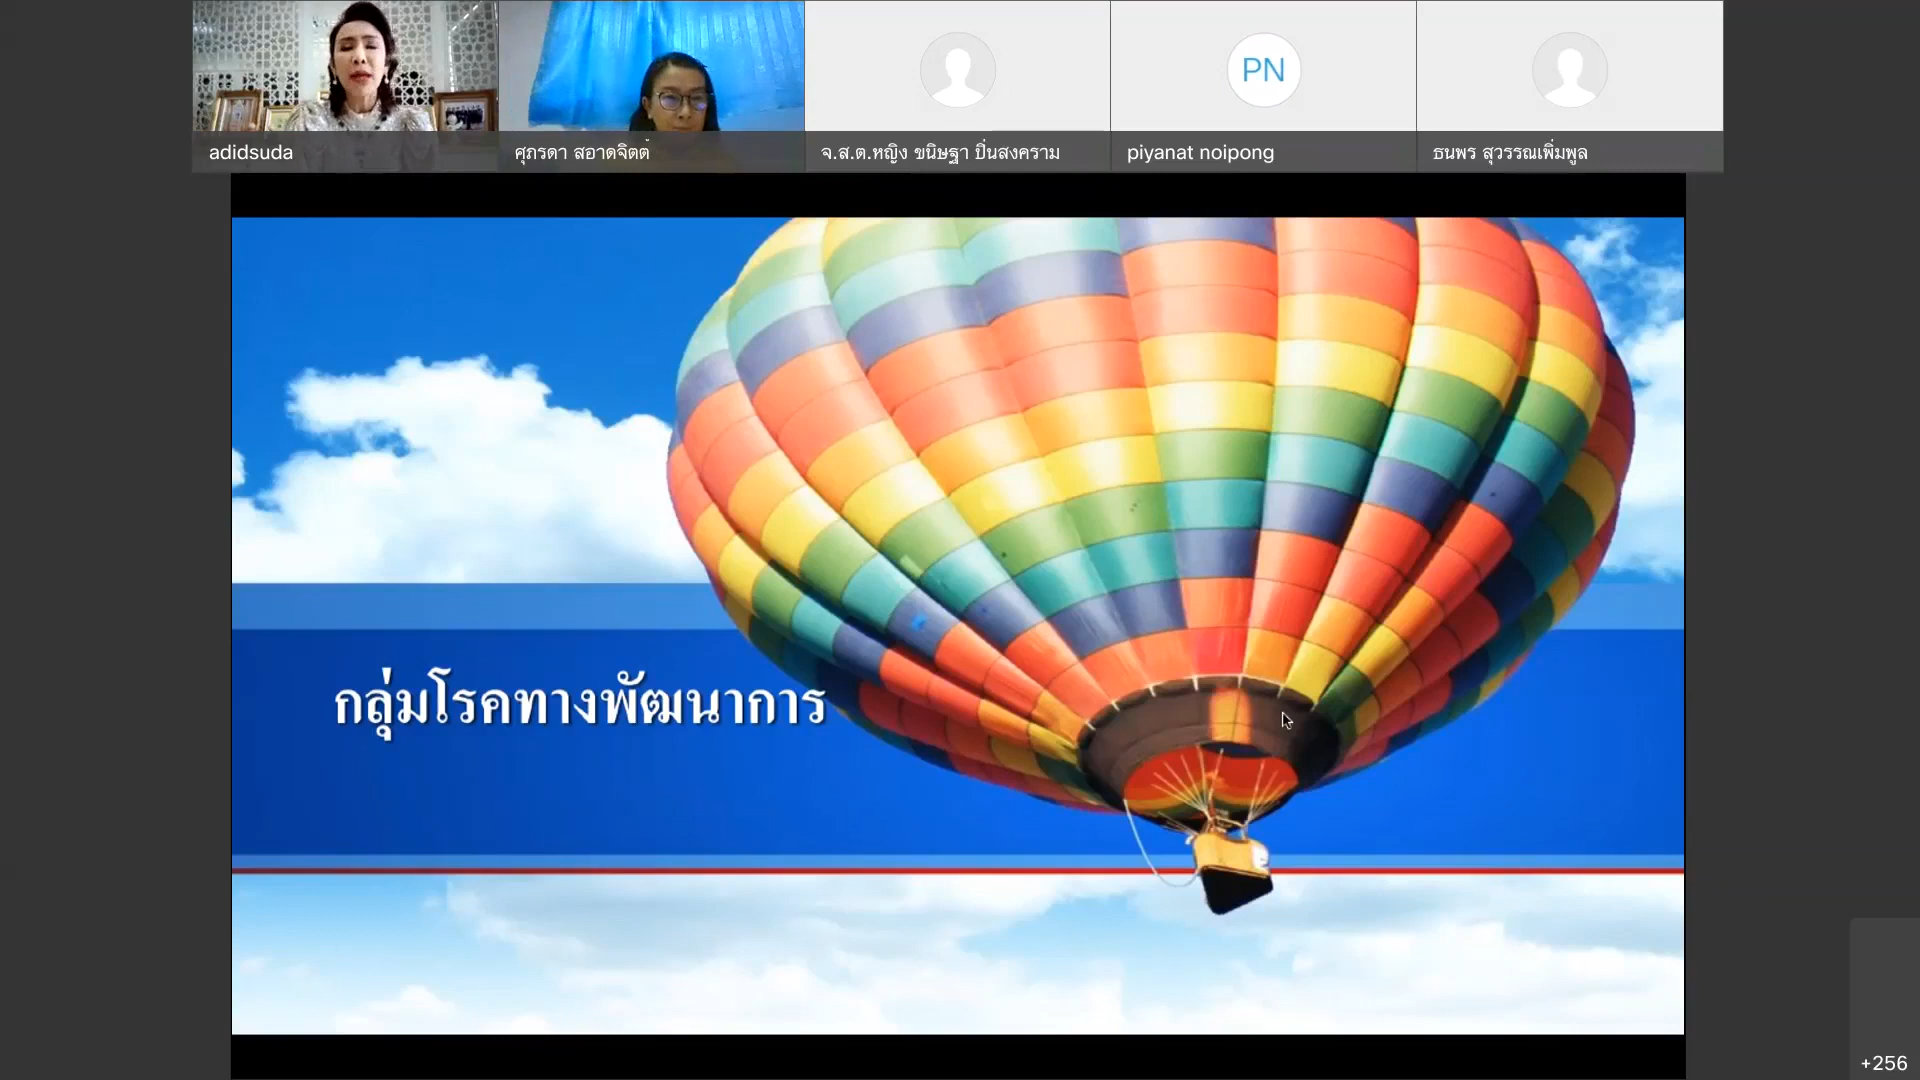 adidsuda
ศุภรดา สอาดจิตต์
จ.ส.ต.หญิง ขนิษฐา ปิ่นสงคราม
PN
piyanat noipong
ธนพร สุวรรณเพิ่มพูล
กลุ่มโรคทางพัฒนาการ
+256